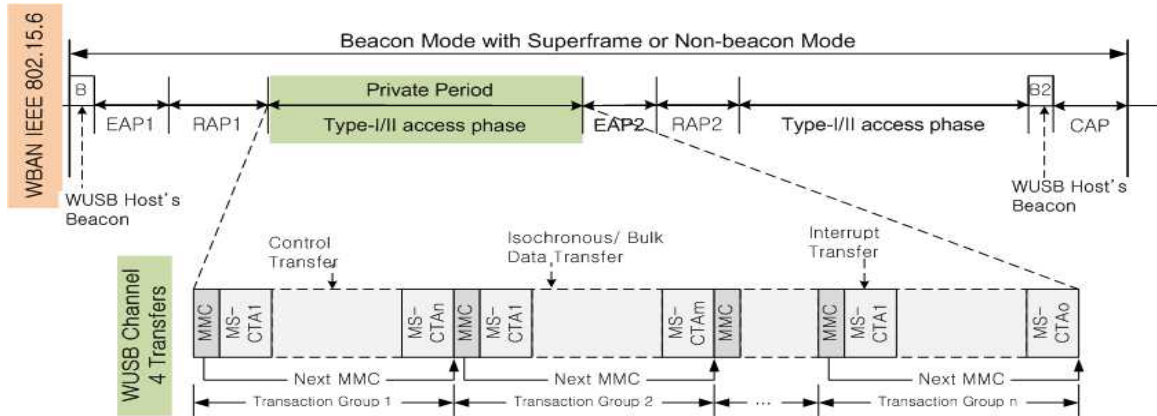 WBAN IEEE 802.15.6
Beacon Mode with Superframe or Non-beacon Mode
B
EAP1
RAP1
Private Period
Type-I/II access phase
EAP2
RAP2
Type-I/II access phase
B2
CAP
WUSB Host's
Beacon
WUSB Host's
Beacon
WUSB Channel
4 Transfers
Control
Transfer
Isochronous/ Bulk
Data Transfer
Interrupt
Transfer
MMC
MS-
CTA1
MS-
CTAn
MMC
MS-
CTA1
MS-
CTAm
MMC
MMC
MS-
CTA1
MS-
CTAo
Next MMC
Next MMC
Next MMC
Transaction Group 1
Transaction Group 2
...
Transaction Group n